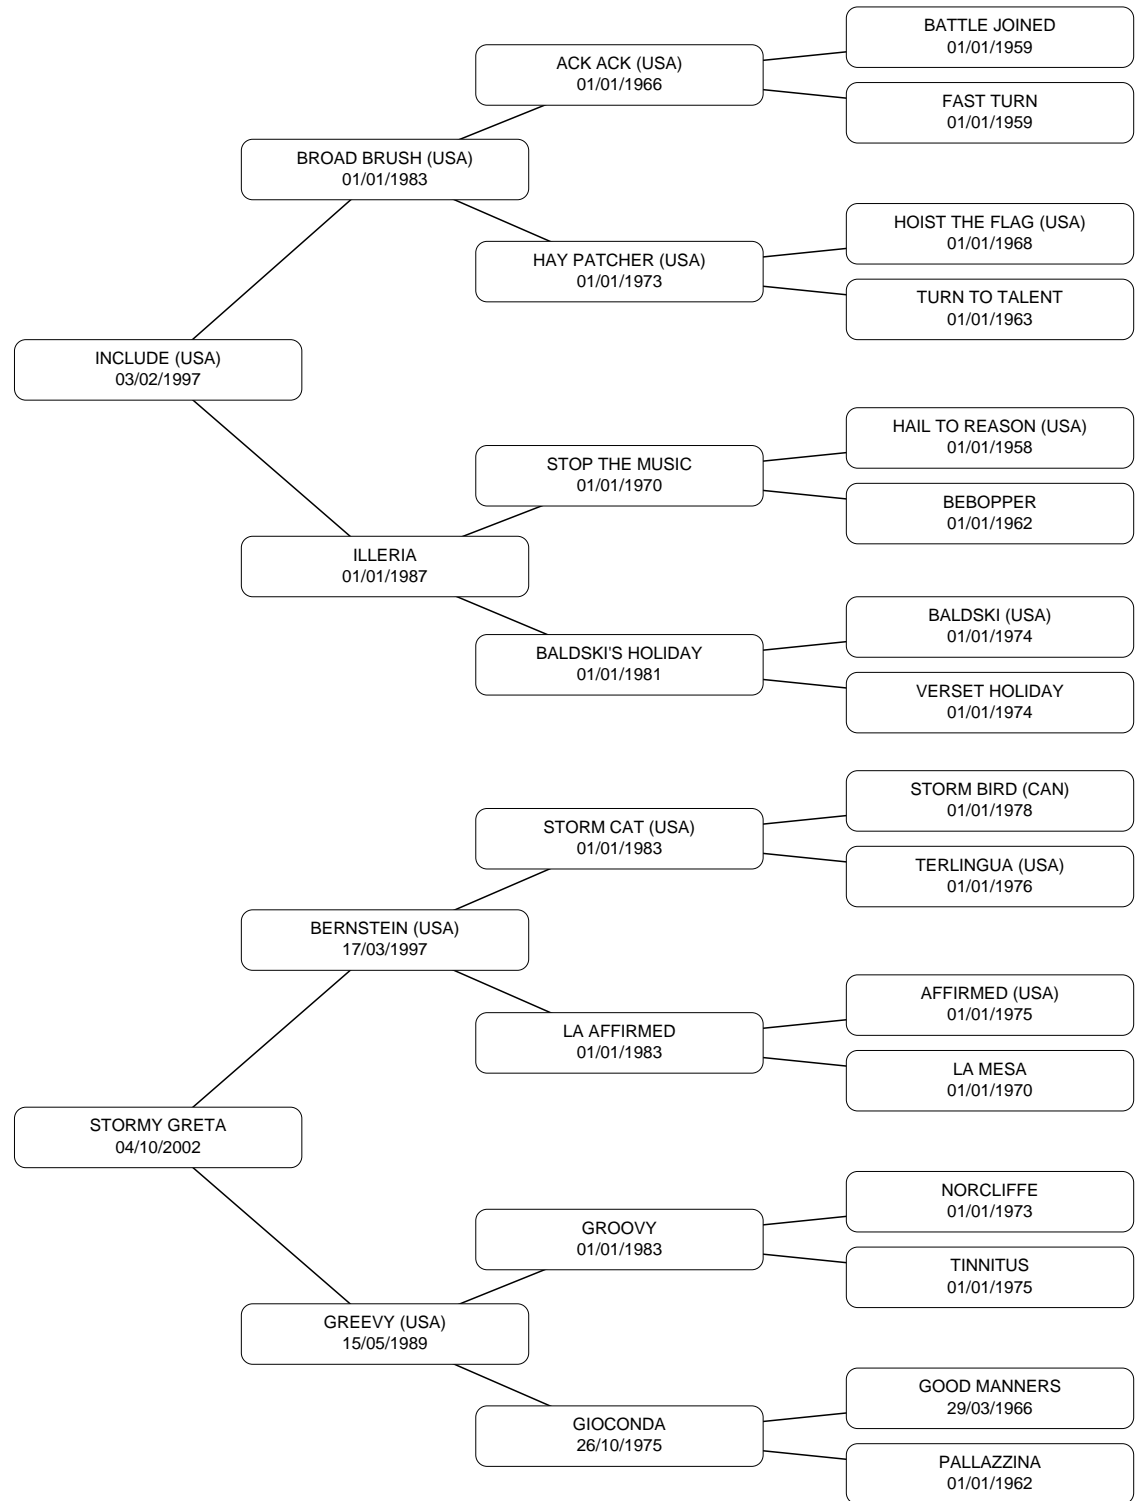 BATTLE JOINED
01/01/1959
ACK ACK (USA)
01/01/1966
FAST TURN
01/01/1959
BROAD BRUSH (USA)
01/01/1983
HOIST THE FLAG (USA)
01/01/1968
HAY PATCHER (USA)
01/01/1973
TURN TO TALENT
01/01/1963
INCLUDE (USA)
03/02/1997
HAIL TO REASON (USA)
01/01/1958
STOP THE MUSIC
01/01/1970
BEBOPPER
01/01/1962
ILLERIA
01/01/1987
BALDSKI (USA)
01/01/1974
BALDSKI'S HOLIDAY
01/01/1981
VERSET HOLIDAY
01/01/1974
STORM BIRD (CAN)
01/01/1978
STORM CAT (USA)
01/01/1983
TERLINGUA (USA)
01/01/1976
BERNSTEIN (USA)
17/03/1997
AFFIRMED (USA)
01/01/1975
LA AFFIRMED
01/01/1983
LA MESA
01/01/1970
STORMY GRETA
04/10/2002
NORCLIFFE
01/01/1973
GROOVY
01/01/1983
TINNITUS
01/01/1975
GREEVY (USA)
15/05/1989
GOOD MANNERS
29/03/1966
GIOCONDA
26/10/1975
PALLAZZINA
01/01/1962